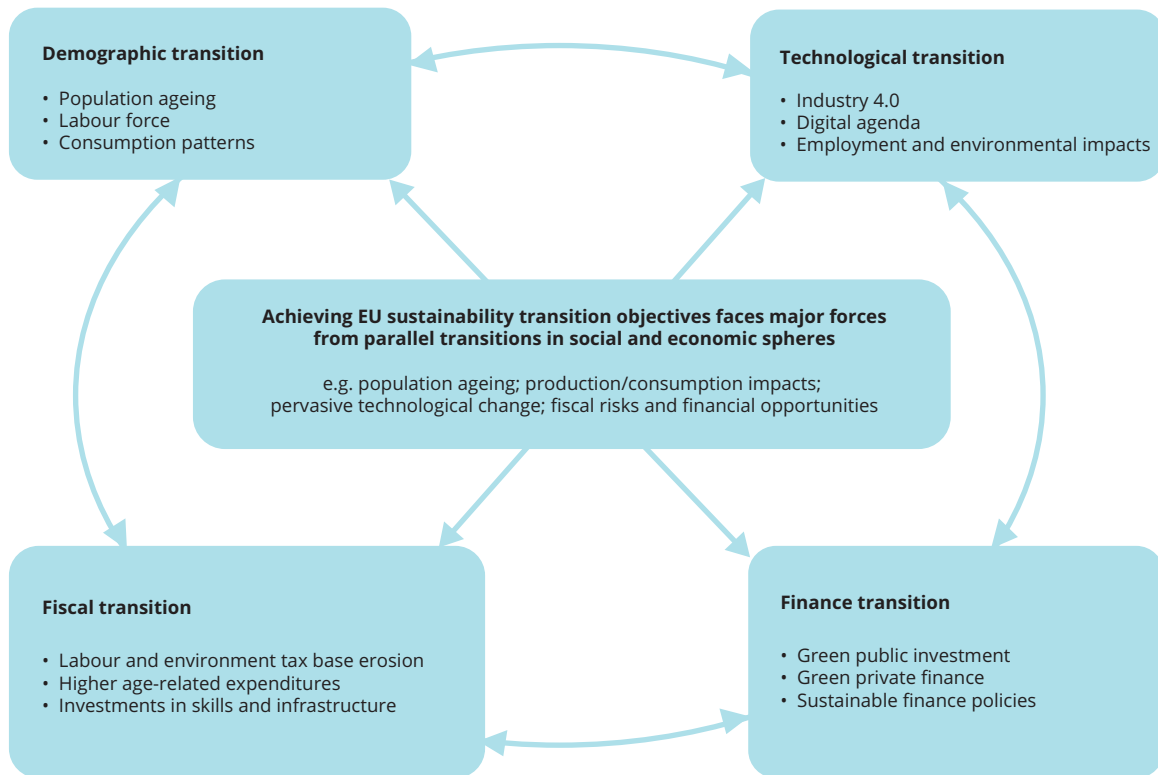 Demographic transition
• Population ageing
• Labour force
• Consumption patterns
Technological transition
• Industry 4.0
• Digital agenda
• Employment and environmental impacts
Achieving EU sustainability transition objectives faces major forces
from parallel transitions in social and economic spheres
e.g. population ageing; production/consumption impacts;
pervasive technological change; fiscal risks and financial opportunities
Fiscal transition
• Labour and environment tax base erosion
• Higher age-related expenditures
• Investments in skills and infrastructure
Finance transition
• Green public investment
• Green private finance
• Sustainable finance policies